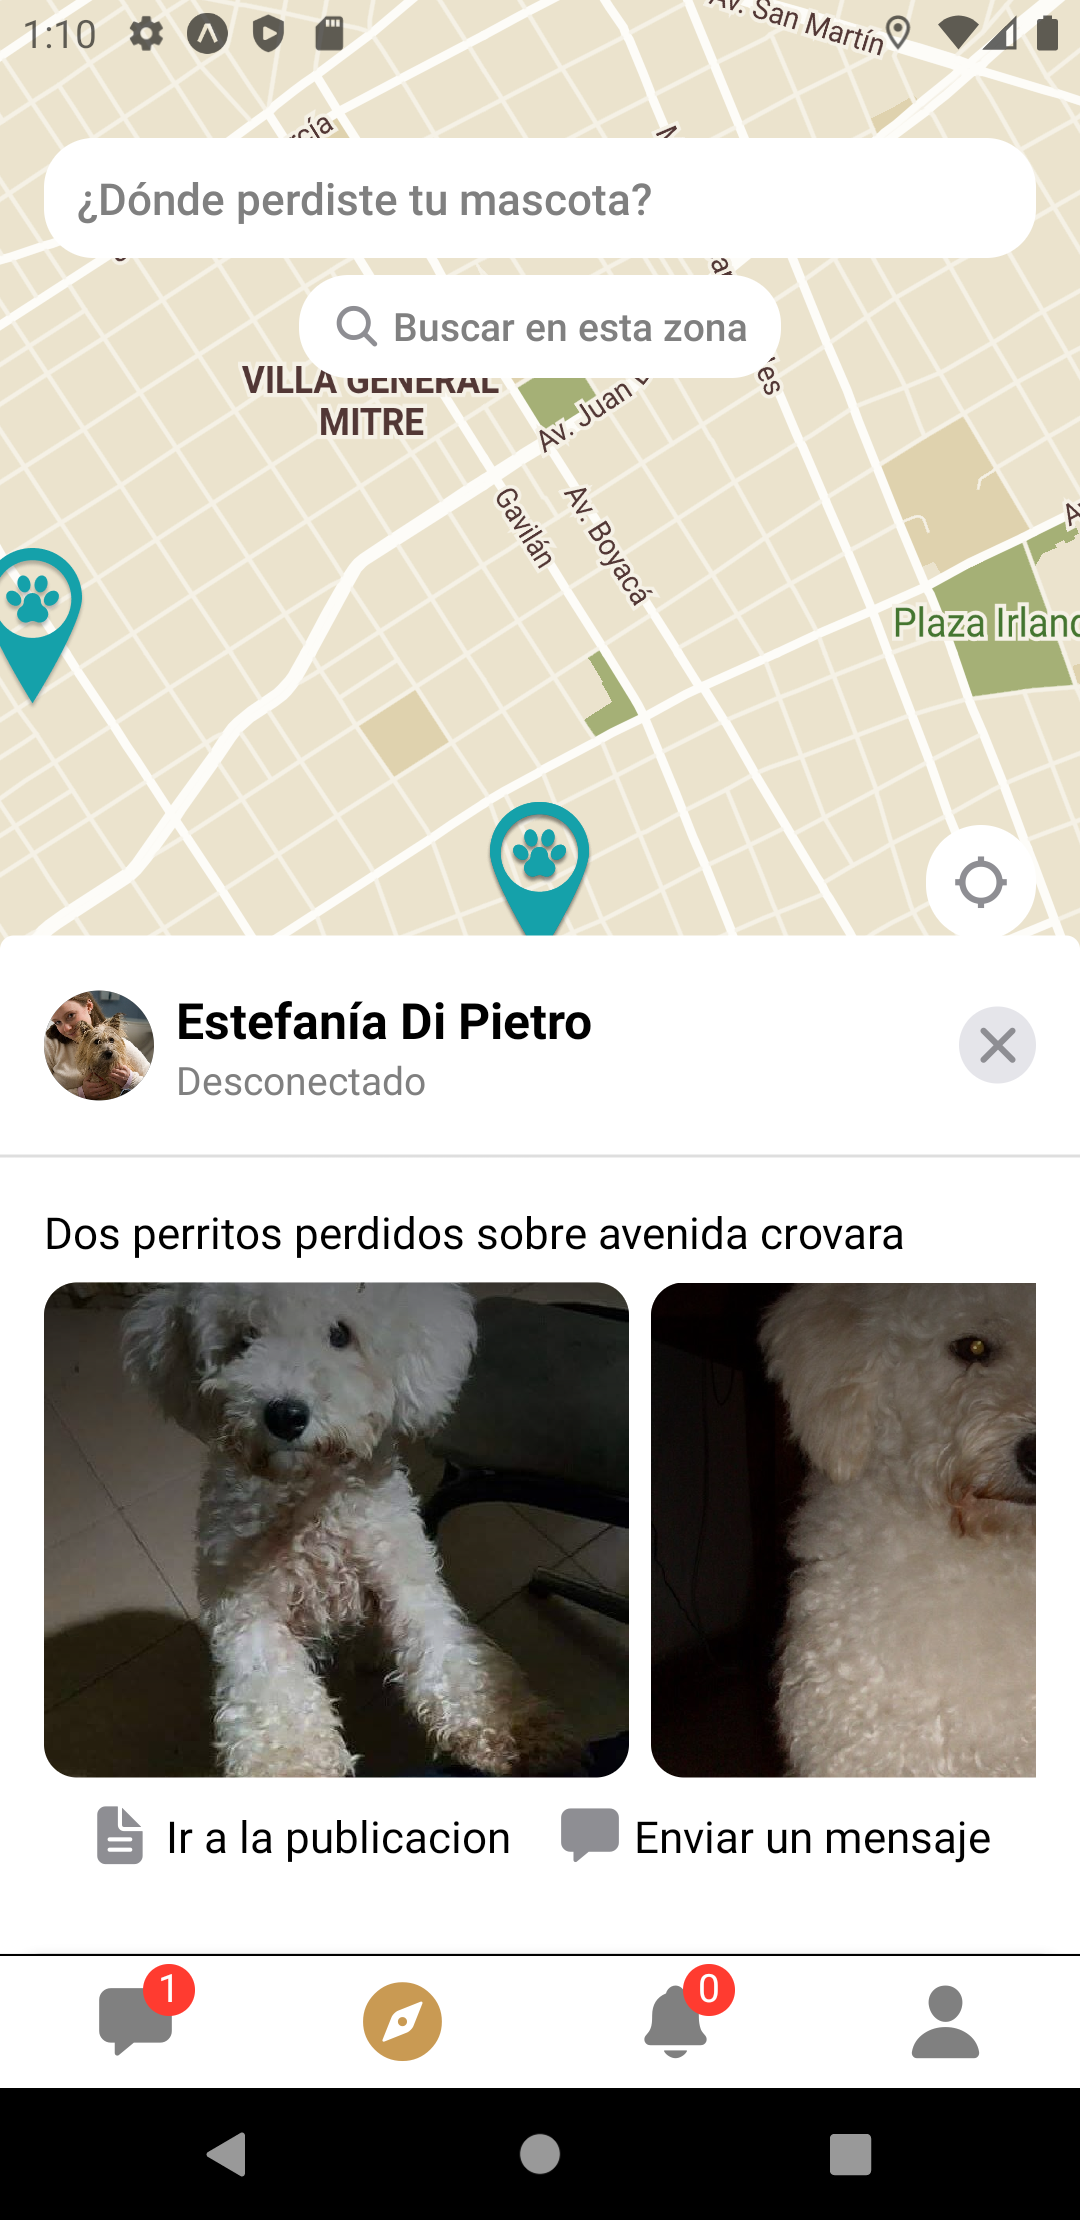 1:10
Av. San Martín
cía
¿Dónde perdiste tu mascota?
Buscar en esta zona
VILLA GENERAL
MITRE
Av. Juan
Gavilán
Av. Boyacá
Plaza Irland
Estefanía Di Pietro
Desconectado
Dos perritos perdidos sobre avenida crovara
Ir a la publicacion
Enviar un mensaje
1
0